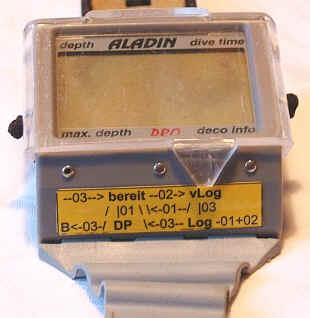 depth ALADIN dive time
max. depth DPO deco info
--03--> bereit --02-> vLog
/ |01 \ \<-01--/ |03
B<-03-/ DP \<-03-- Log -01+02